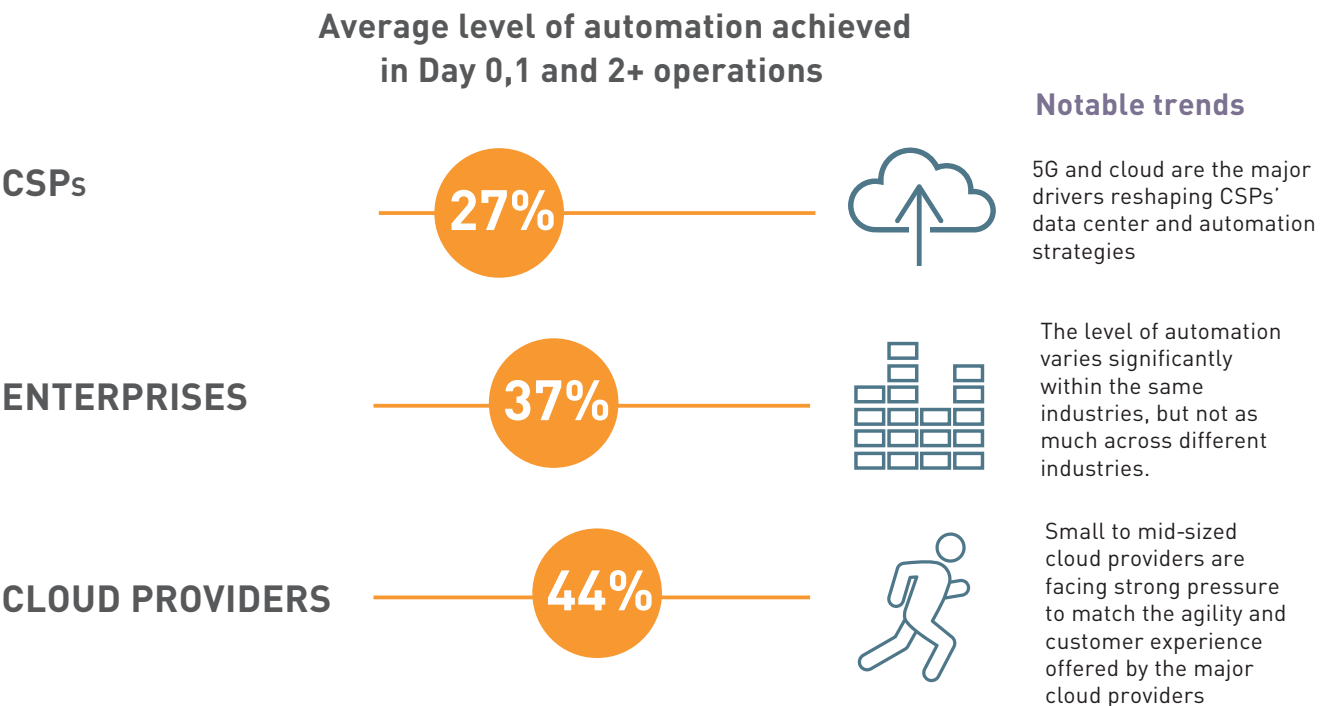 Average level of automation achieved
in Day 0,1 and 2+ operations
Notable trends
CSPs
27%
5G and cloud are the major
drivers reshaping CSPs’
data center and automation
strategies
ENTERPRISES
37%
The level of automation
varies significantly
within the same
industries, but not as
much across different
industries.
CLOUD PROVIDERS
44%
Small to mid-sized
cloud providers are
facing strong pressure
to match the agility and
customer experience
offered by the major
cloud providers